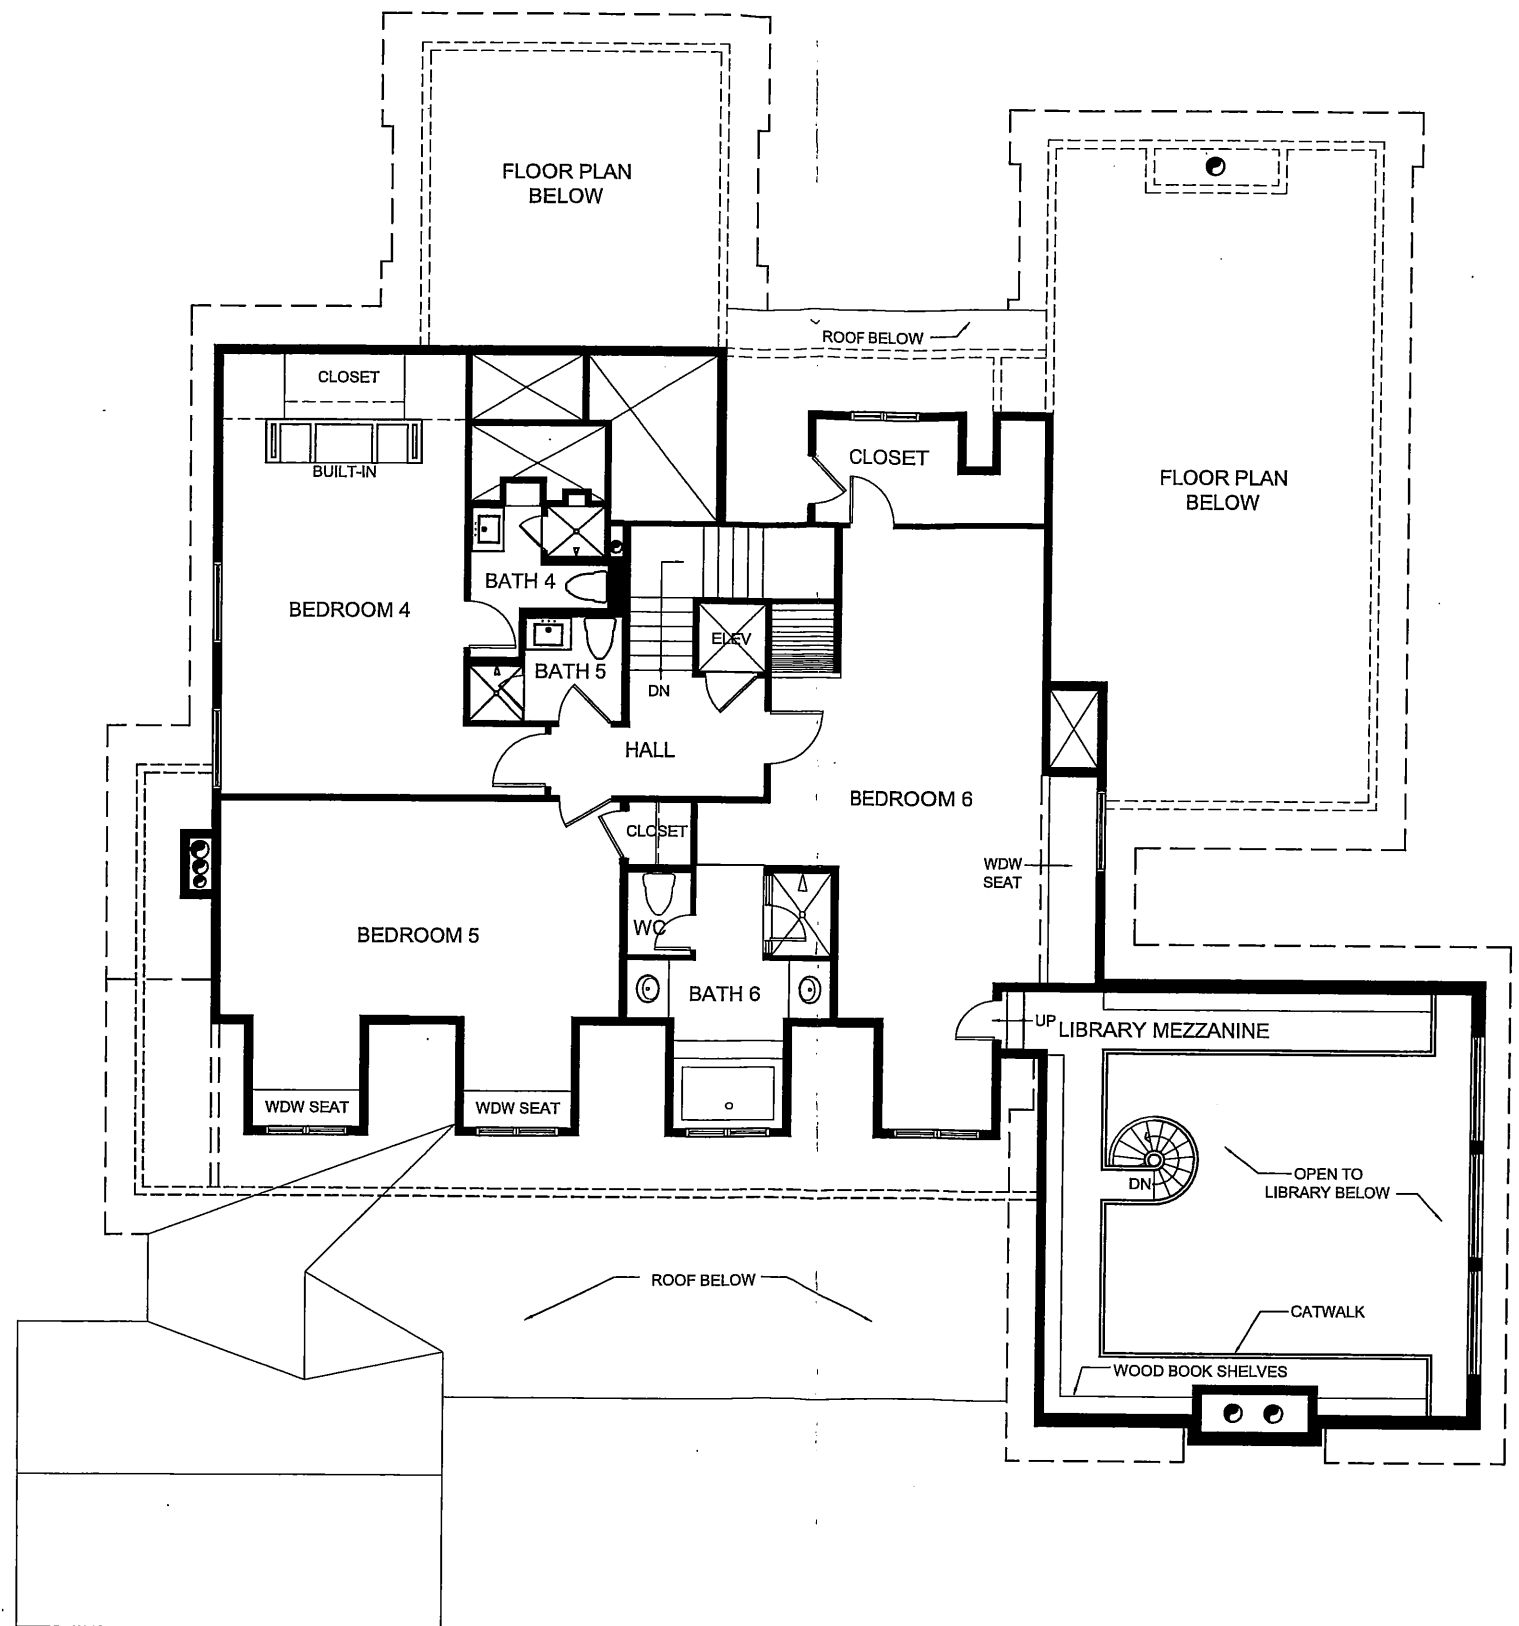 FLOOR PLAN
BELOW
ROOF BELOW
CLOSET
BUILT-IN
CLOSET
FLOOR PLAN
BELOW
BATH 4
BEDROOM 4
ELEV
BATH 5
DN
HALL
BEDROOM 6
CLOSET
WDW
SEAT
WC
BEDROOM 5
BATH 6
UP
LIBRARY MEZZANINE
WDW SEAT
WDW SEAT
DN
OPEN TO
LIBRARY BELOW
ROOF BELOW
CATWALK
WOOD BOOK SHELVES